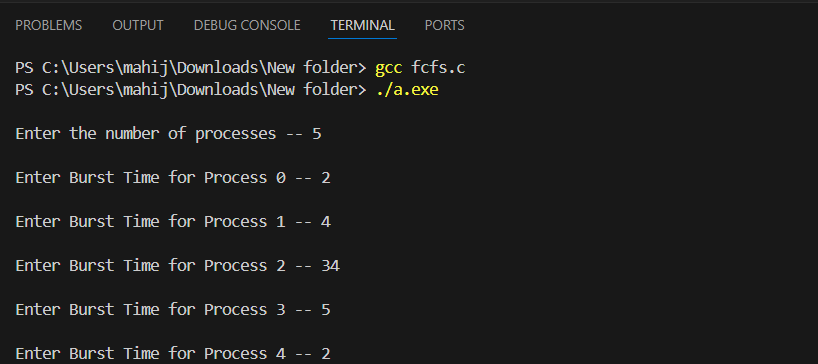 PROBLEMS OUTPUT DEBUG CONSOLE TERMINAL PORTS
PS C:\Users\mahij\Downloads\New folder> gcc fcfs.c
PS C:\Users\mahij\Downloads\New folder> ./a.exe
Enter the number of processes -- 5
Enter Burst Time for Process 0 -- 2
Enter Burst Time for Process 1 -- 4
Enter Burst Time for Process 2 -- 34
Enter Burst Time for Process 3 -- 5
Enter Burst Time for Process 4 -- 2